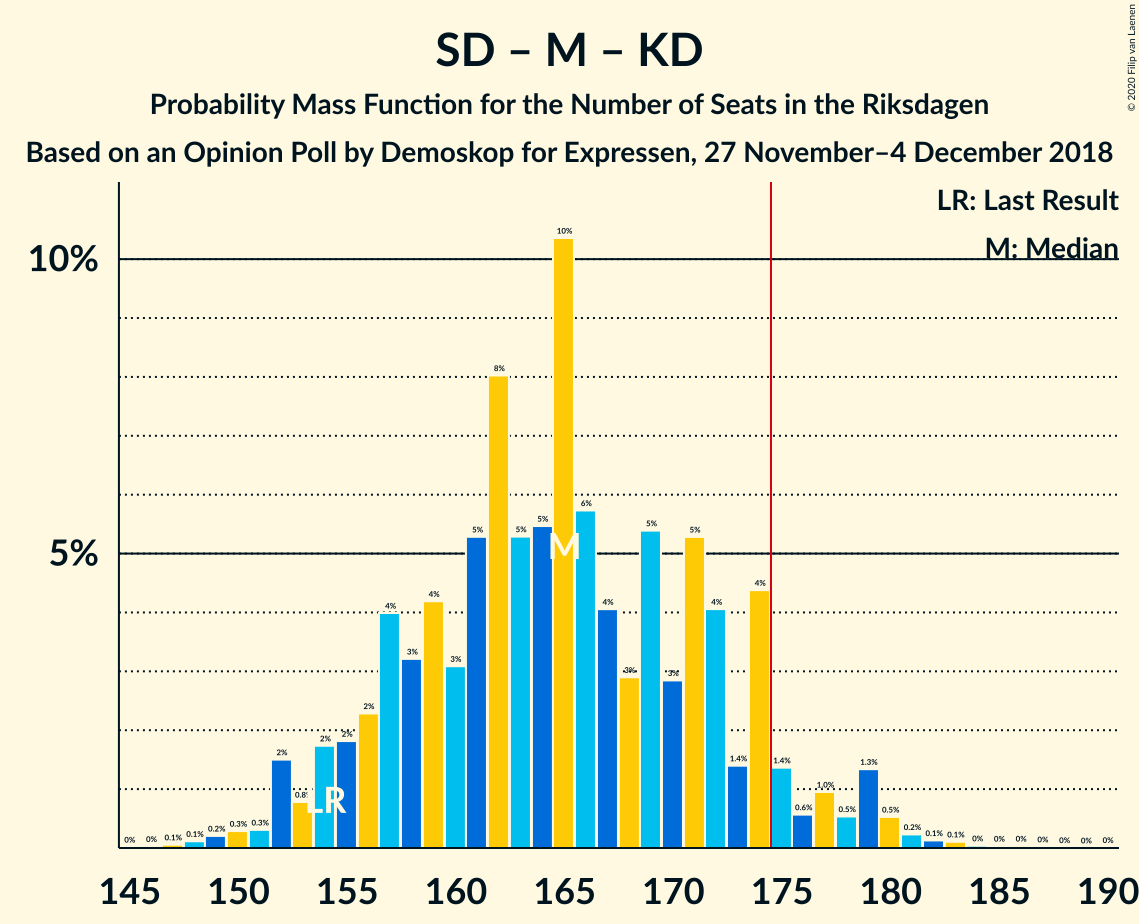 © 2020 Filip van Laenen
SD – M – KD
Probability Mass Function for the Number of Seats in the Riksdagen
Based on an Opinion Poll by Demoskop for Expressen, 27 November–4 December 2018
LR: Last Result
M: Median
10%
5%
0% 0% 0.1% 0.1% 0.2% 0.3% 0.3% 2% 0.8% 2% 2% 2% 4% 3% 4% 3% 5% 8% 5% 5% 10% 6% 4% 3% 5% 3% 5% 4% 1.4% 4% 1.4% 0.6% 1.0% 0.5% 1.3% 0.5% 0.2% 0.1% 0.1% 0% 0% 0% 0% 0% 0% 0%
LR
M
145 150 155 160 165 170 175 180 185 190